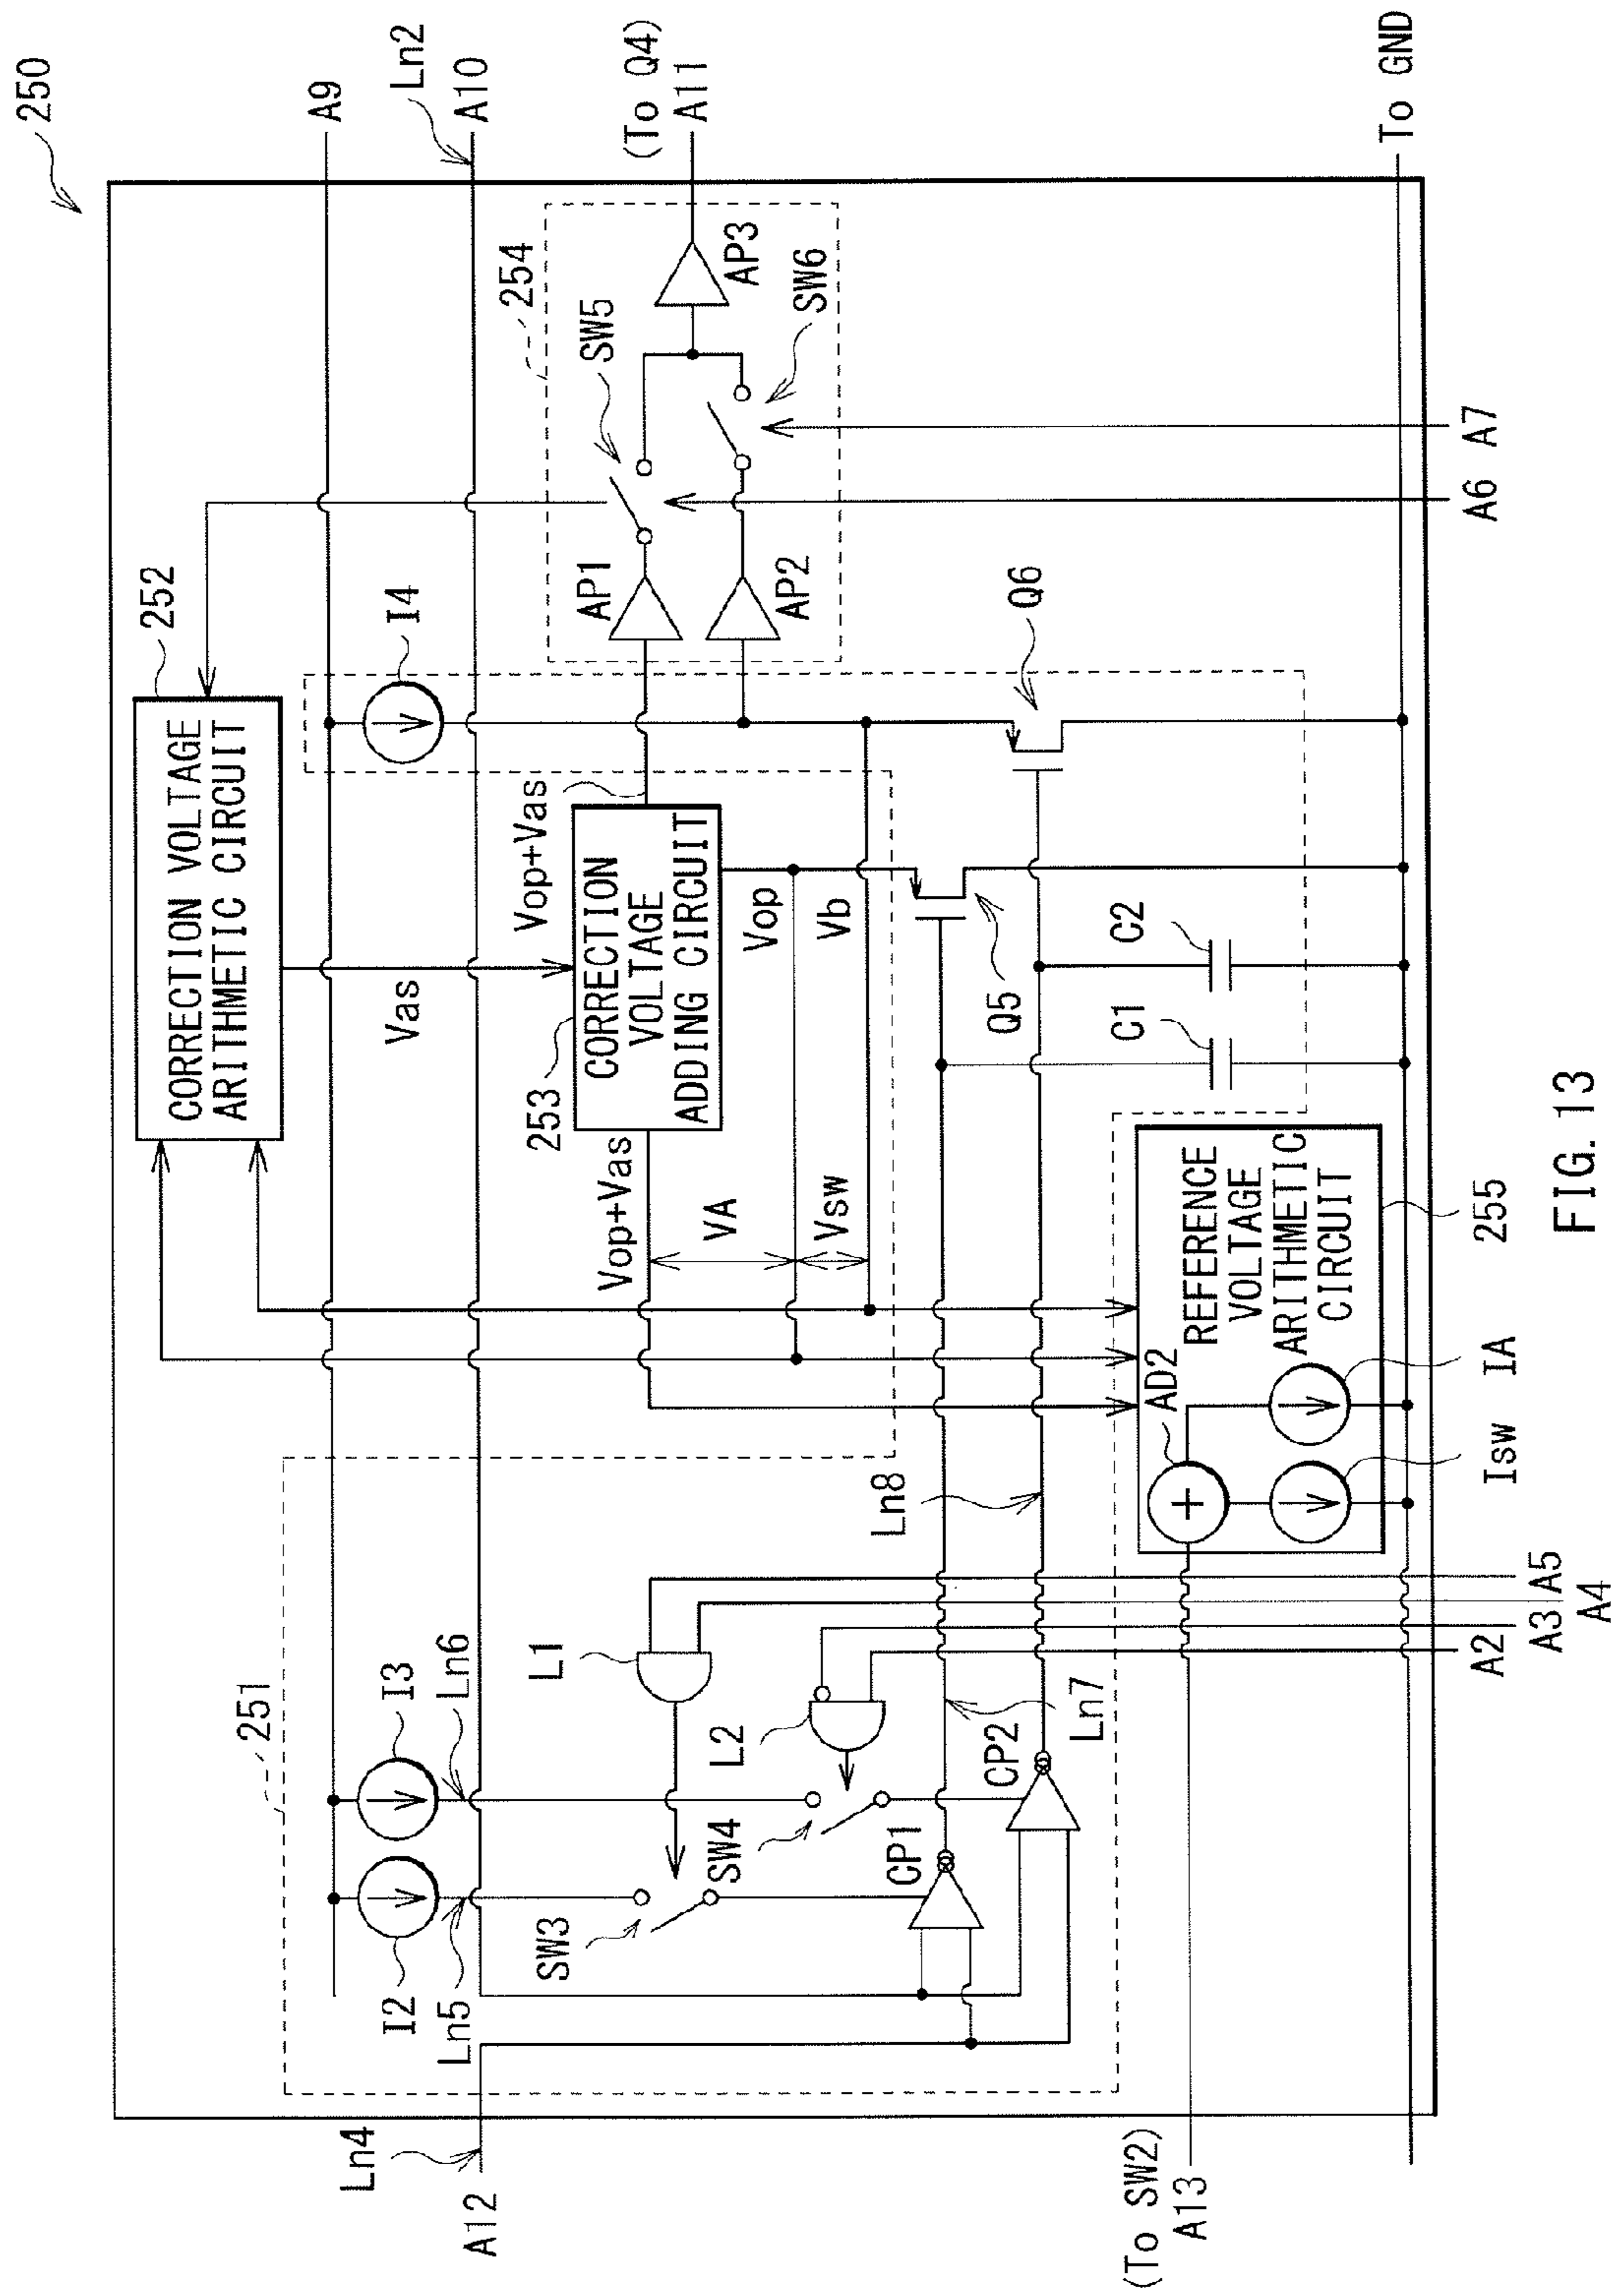 250
A9
Ln2
A10
(To Q4)
A11
To GND
252
CORRECTION VOLTAGE
ARITHMETIC CIRCUIT
I4
254
AP3
SW5
SW6
AP1
AP2
A6
A7
Q6
Vas
Vop+Vas
253
CORRECTION
VOLTAGE
ADDING CIRCUIT
Vop
Vb
Q5
C1
C2
Vop+Vas
VA
Vsw
REFERENCE
VOLTAGE
ARITHMETIC
CIRCUIT
AD2
255
IA
Isw
251
I3
Ln6
I2
Ln5
L1
L2
SW3
SW4
CP1
CP2
Ln7
Ln8
A2
A3
A4
A5
Ln4
A12
(To SW2)
A13
FIG. 13